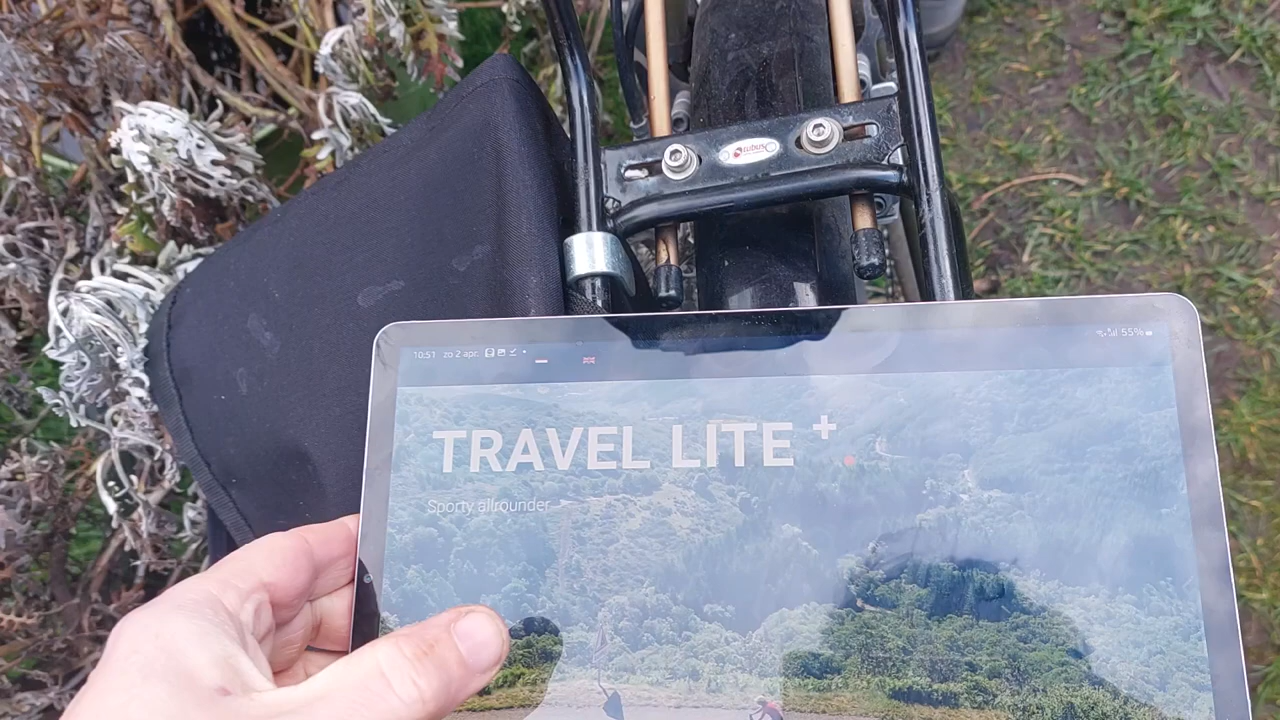 tubus
10:51 zo 2 apr.
55%
TRAVEL LITE +
Sporty allrounder